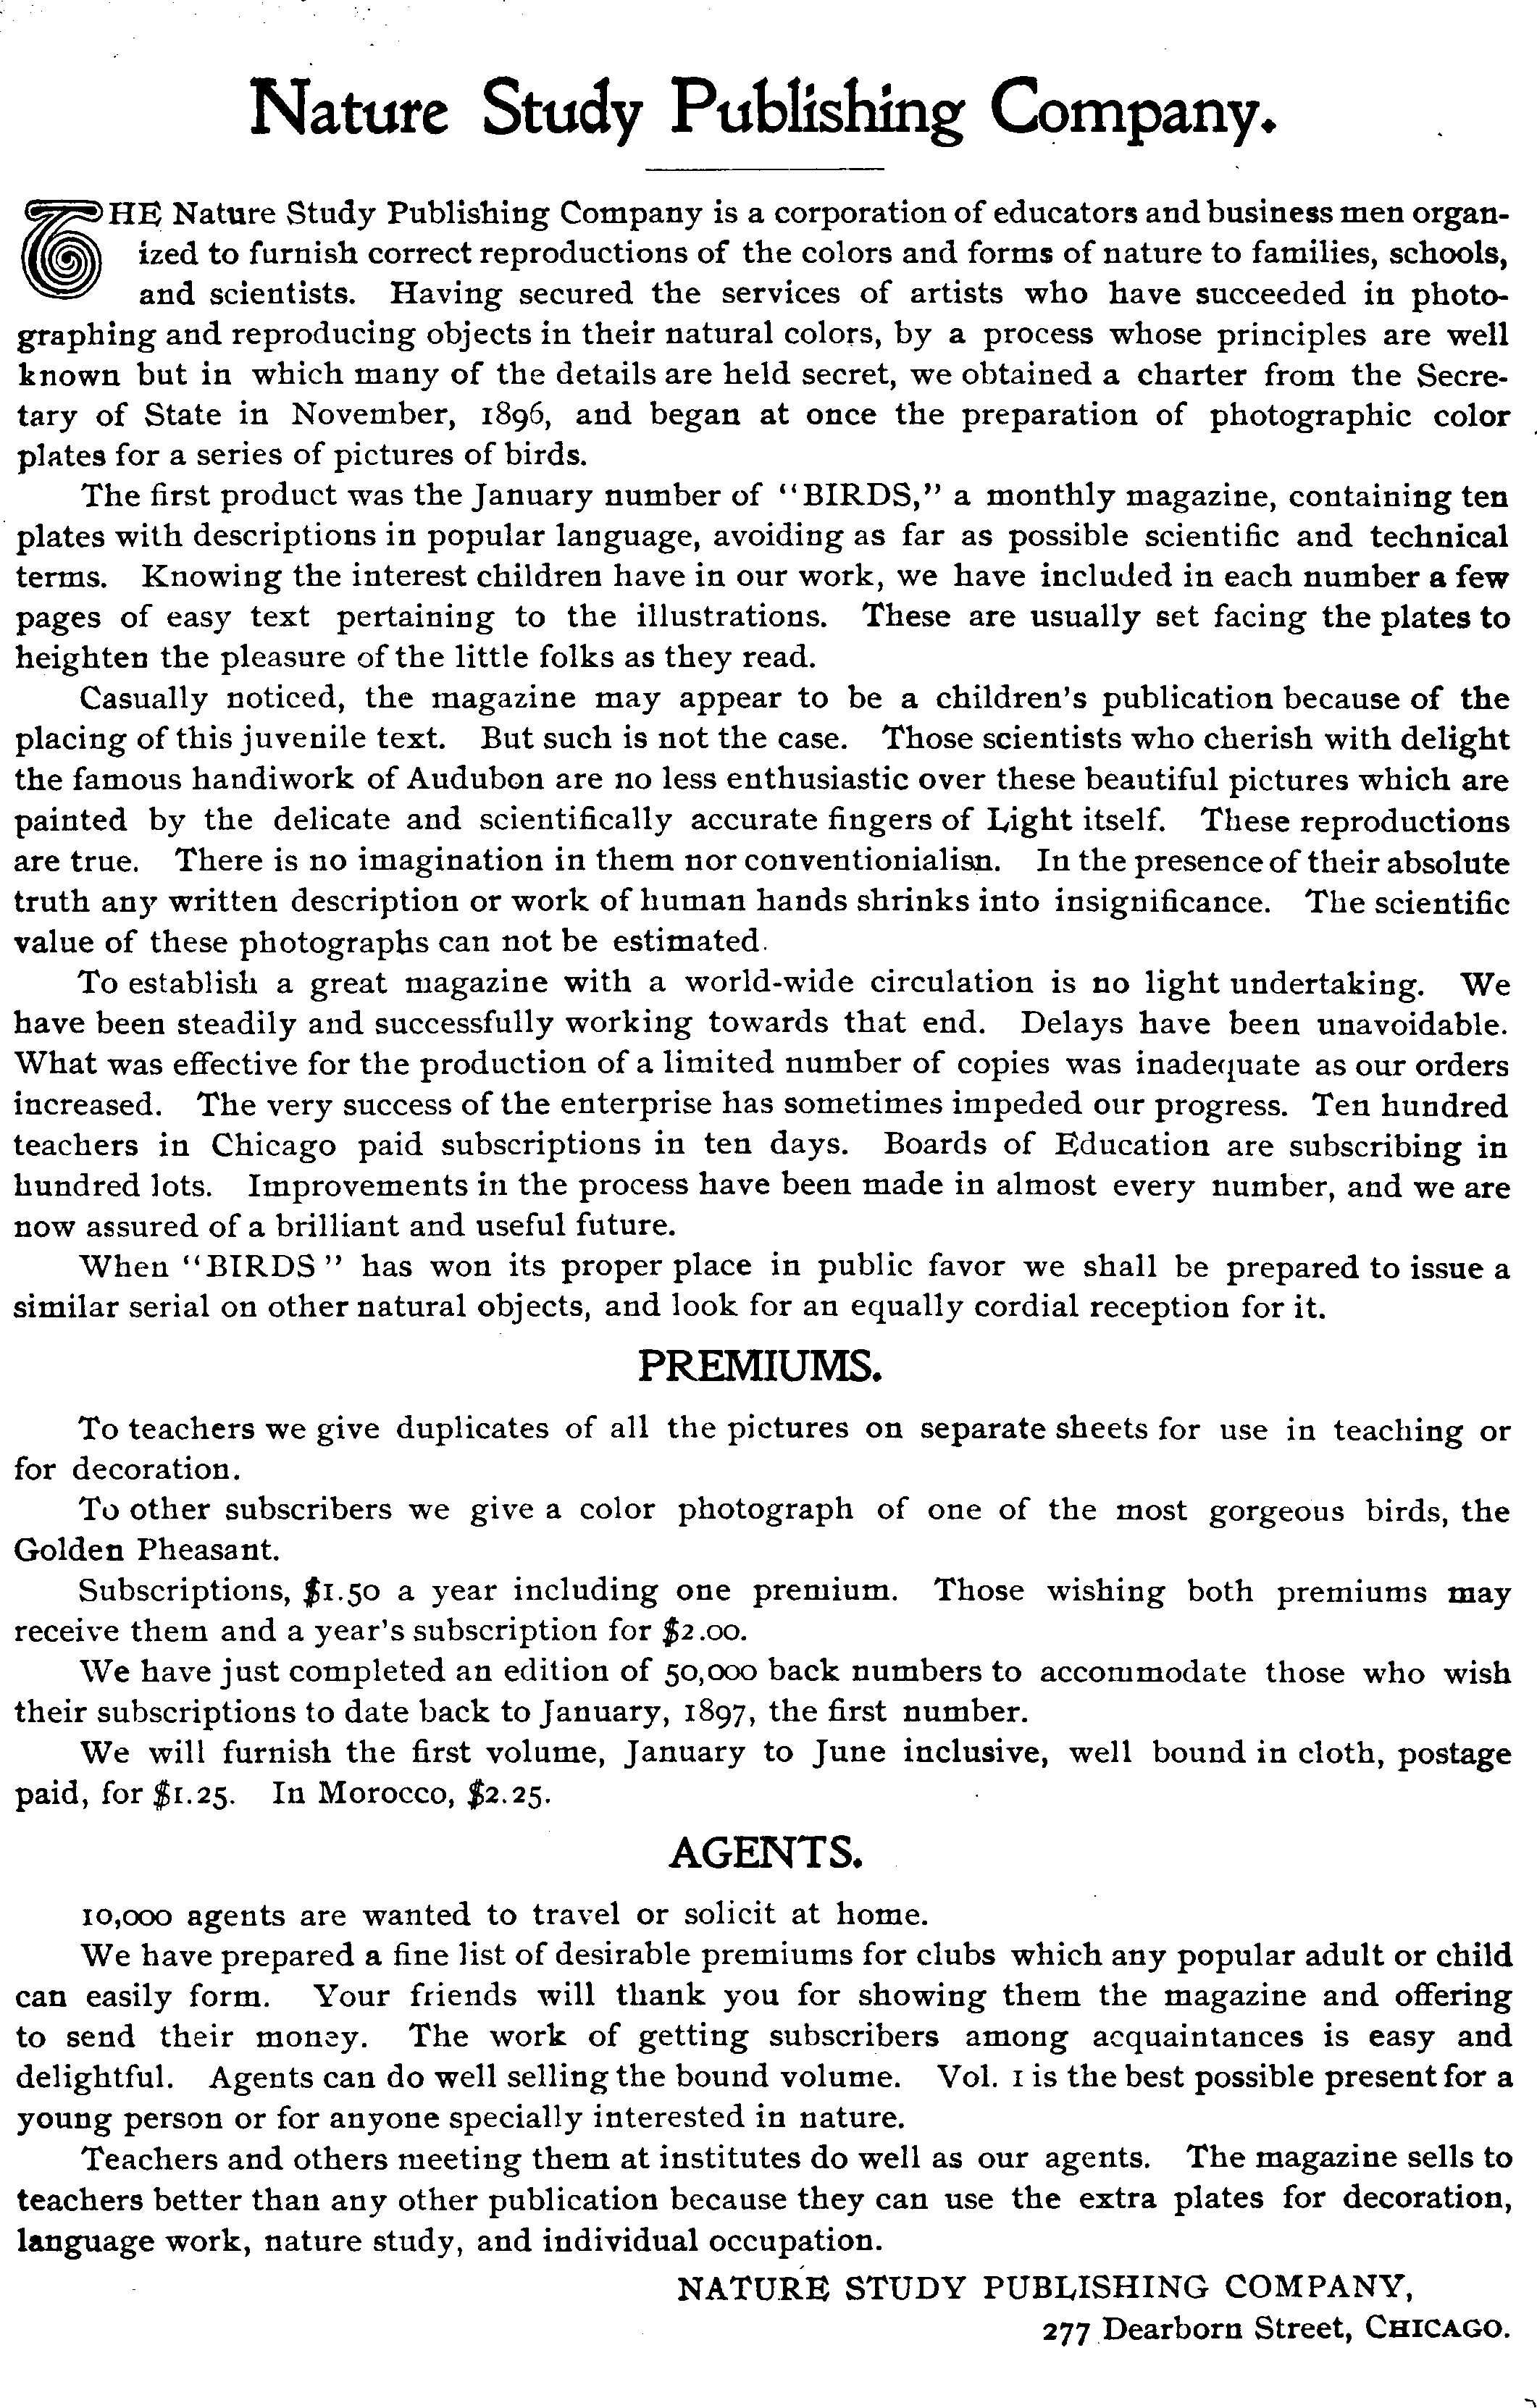 Nature Study Publishing Company.
THE Nature Study Publishing Company is a corporation of educators and business men organ-
ized to furnish correct reproductions of the colors and forms of nature to families, schools,
and scientists. Having secured the services of artists who have succeeded in photo-
graphing and reproducing objects in their natural colors, by a process whose principles are well
known but in which many of the details are held secret, we obtained a charter from the Secre-
tary of State in November, 1896, and began at once the preparation of photographic color
plates for a series of pictures of birds.
The first product was the January number of “BIRDS,” a monthly magazine, containing ten
plates with descriptions in popular language, avoiding as far as possible scientific and technical
terms. Knowing the interest children have in our work, we have included in each number a few
pages of easy text pertaining to the illustrations. These are usually set facing the plates to
heighten the pleasure of the little folks as they read.
Casually noticed, the magazine may appear to be a children's publication because of the
placing of this juvenile text. But such is not the case. Those scientists who cherish with delight
the famous handiwork of Audubon are no less enthusiastic over these beautiful pictures which are
painted by the delicate and scientifically accurate fingers of Light itself. These reproductions
are true. There is no imagination in them nor conventionialism. In the presence of their absolute
truth any written description or work of human hands shrinks into insignificance. The scientific
value of these photographs can not be estimated.
To establish a great magazine with a world-wide circulation is no light undertaking. We
have been steadily and successfully working towards that end. Delays have been unavoidable.
What was effective for the production of a limited number of copies was inadequate as our orders
increased. The very success of the enterprise has sometimes impeded our progress. Ten hundred
teachers in Chicago paid subscriptions in ten days. Boards of Education are subscribing in
hundred lots. Improvements in the process have been made in almost every number, and we are
now assured of a brilliant and useful future.
When “BIRDS” has won its proper place in public favor we shall be prepared to issue a
similar serial on other natural objects, and look for an equally cordial reception for it.
PREMIUMS.
To teachers we give duplicates of all the pictures on separate sheets for use in teaching or
for decoration.
To other subscribers we give a color photograph of one of the most gorgeous birds, the
Golden Pheasant.
Subscriptions, $1.50 a year including one premium. Those wishing both premiums may
receive them and a year's subscription for $2.00.
We have just completed an edition of 50,000 back numbers to accommodate those who wish
their subscriptions to date back to January, 1897, the first number.
We will furnish the first volume, January to June inclusive, well bound in cloth, postage
paid, for $1.25. In Morocco, $2.25.
AGENTS.
10,000 agents are wanted to travel or solicit at home.
We have prepared a fine list of desirable premiums for clubs which any popular adult or child
can easily form. Your friends will thank you for showing them the magazine and offering
to send their money. The work of getting subscribers among acquaintances is easy and
delightful. Agents can do well selling the bound volume. Vol. 1 is the best possible present for a
young person or for anyone specially interested in nature.
Teachers and others meeting them at institutes do well as our agents. The magazine sells to
teachers better than any other publication because they can use the extra plates for decoration,
language work, nature study, and individual occupation.
NATURE STUDY PUBLISHING COMPANY,
277 Dearborn Street, CHICAGO.